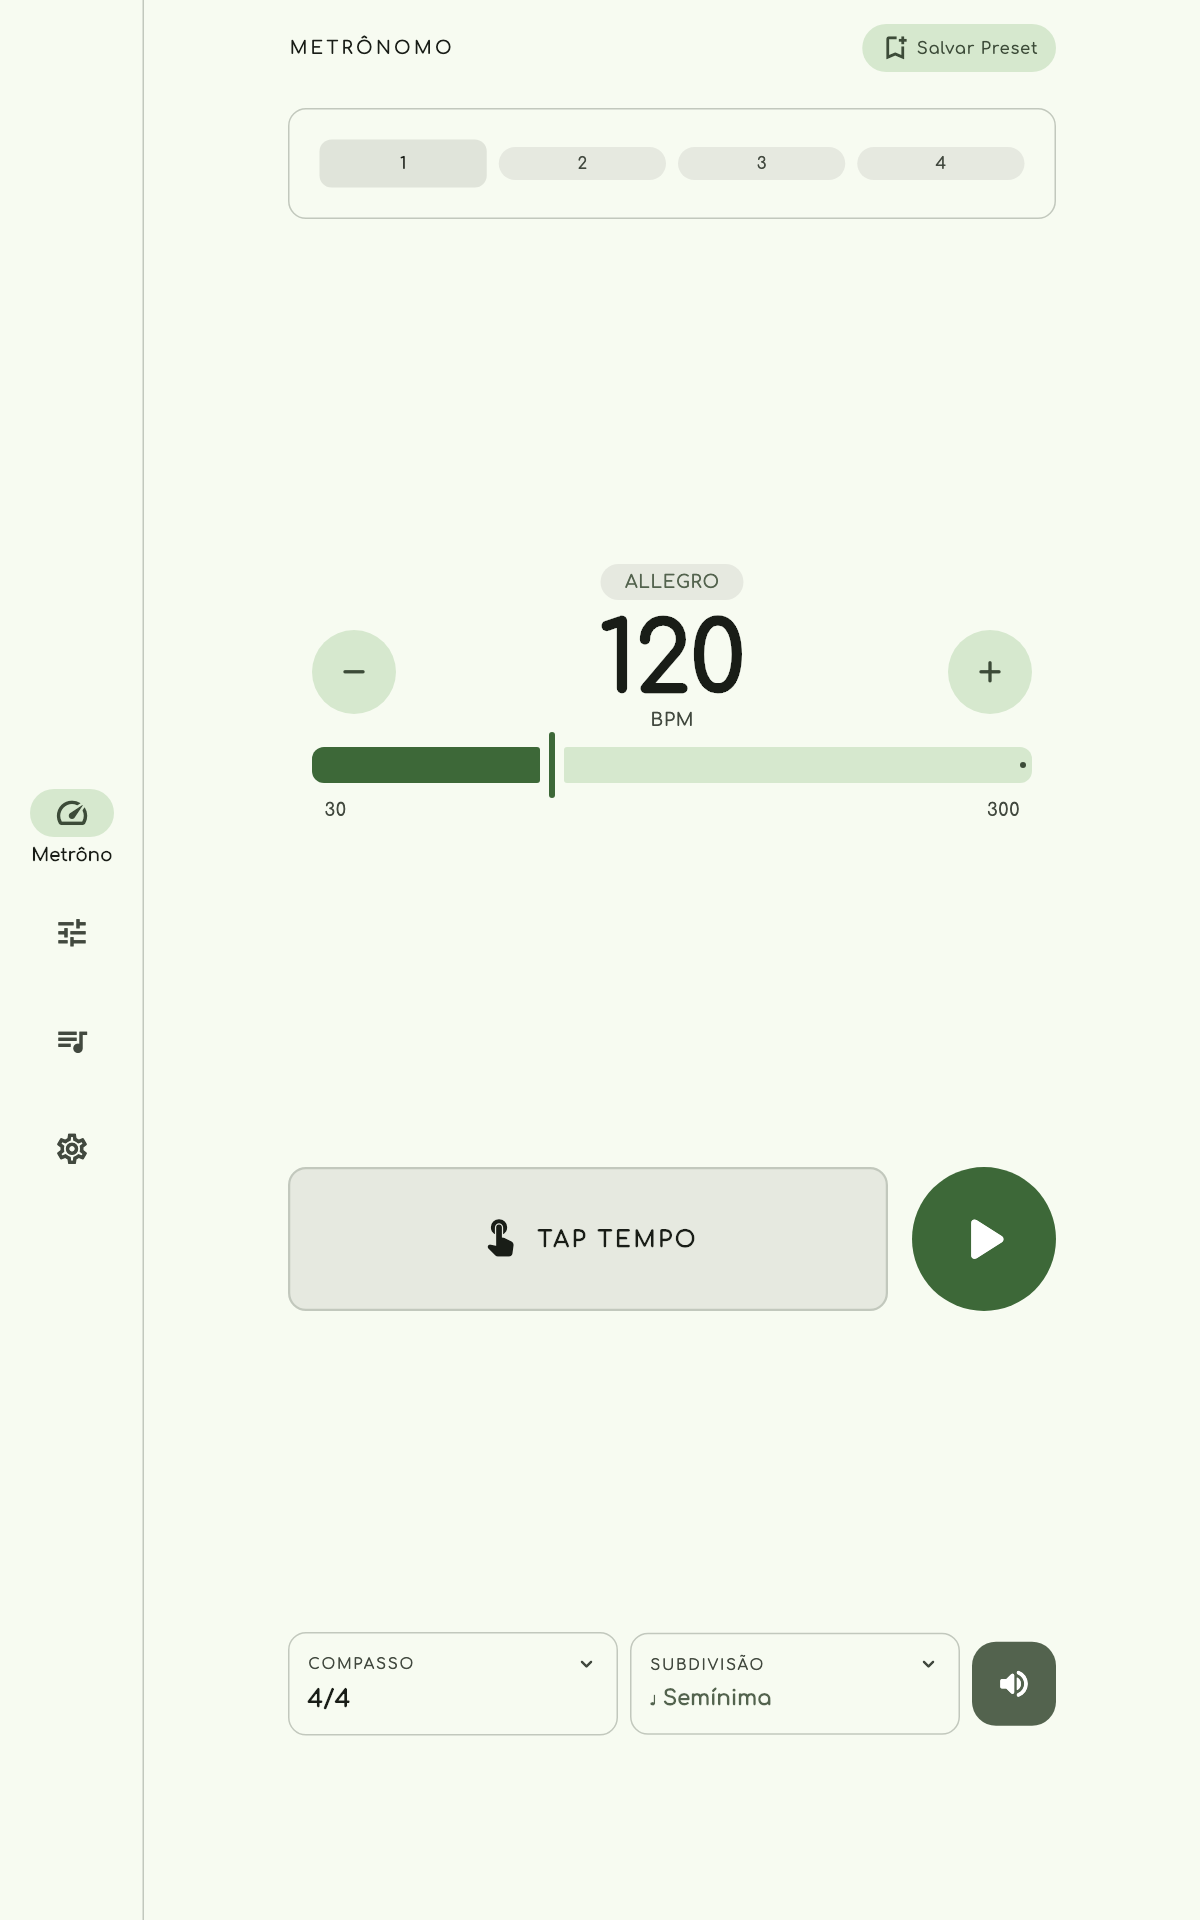 METRÔNOMO
Salvar Preset
1 2 3 4
ALLEGRO
120
BPM
30 300
Metrôno
TAP TEMPO
COMPASSO
4/4
SUBDIVISÃO
♩ Semínima